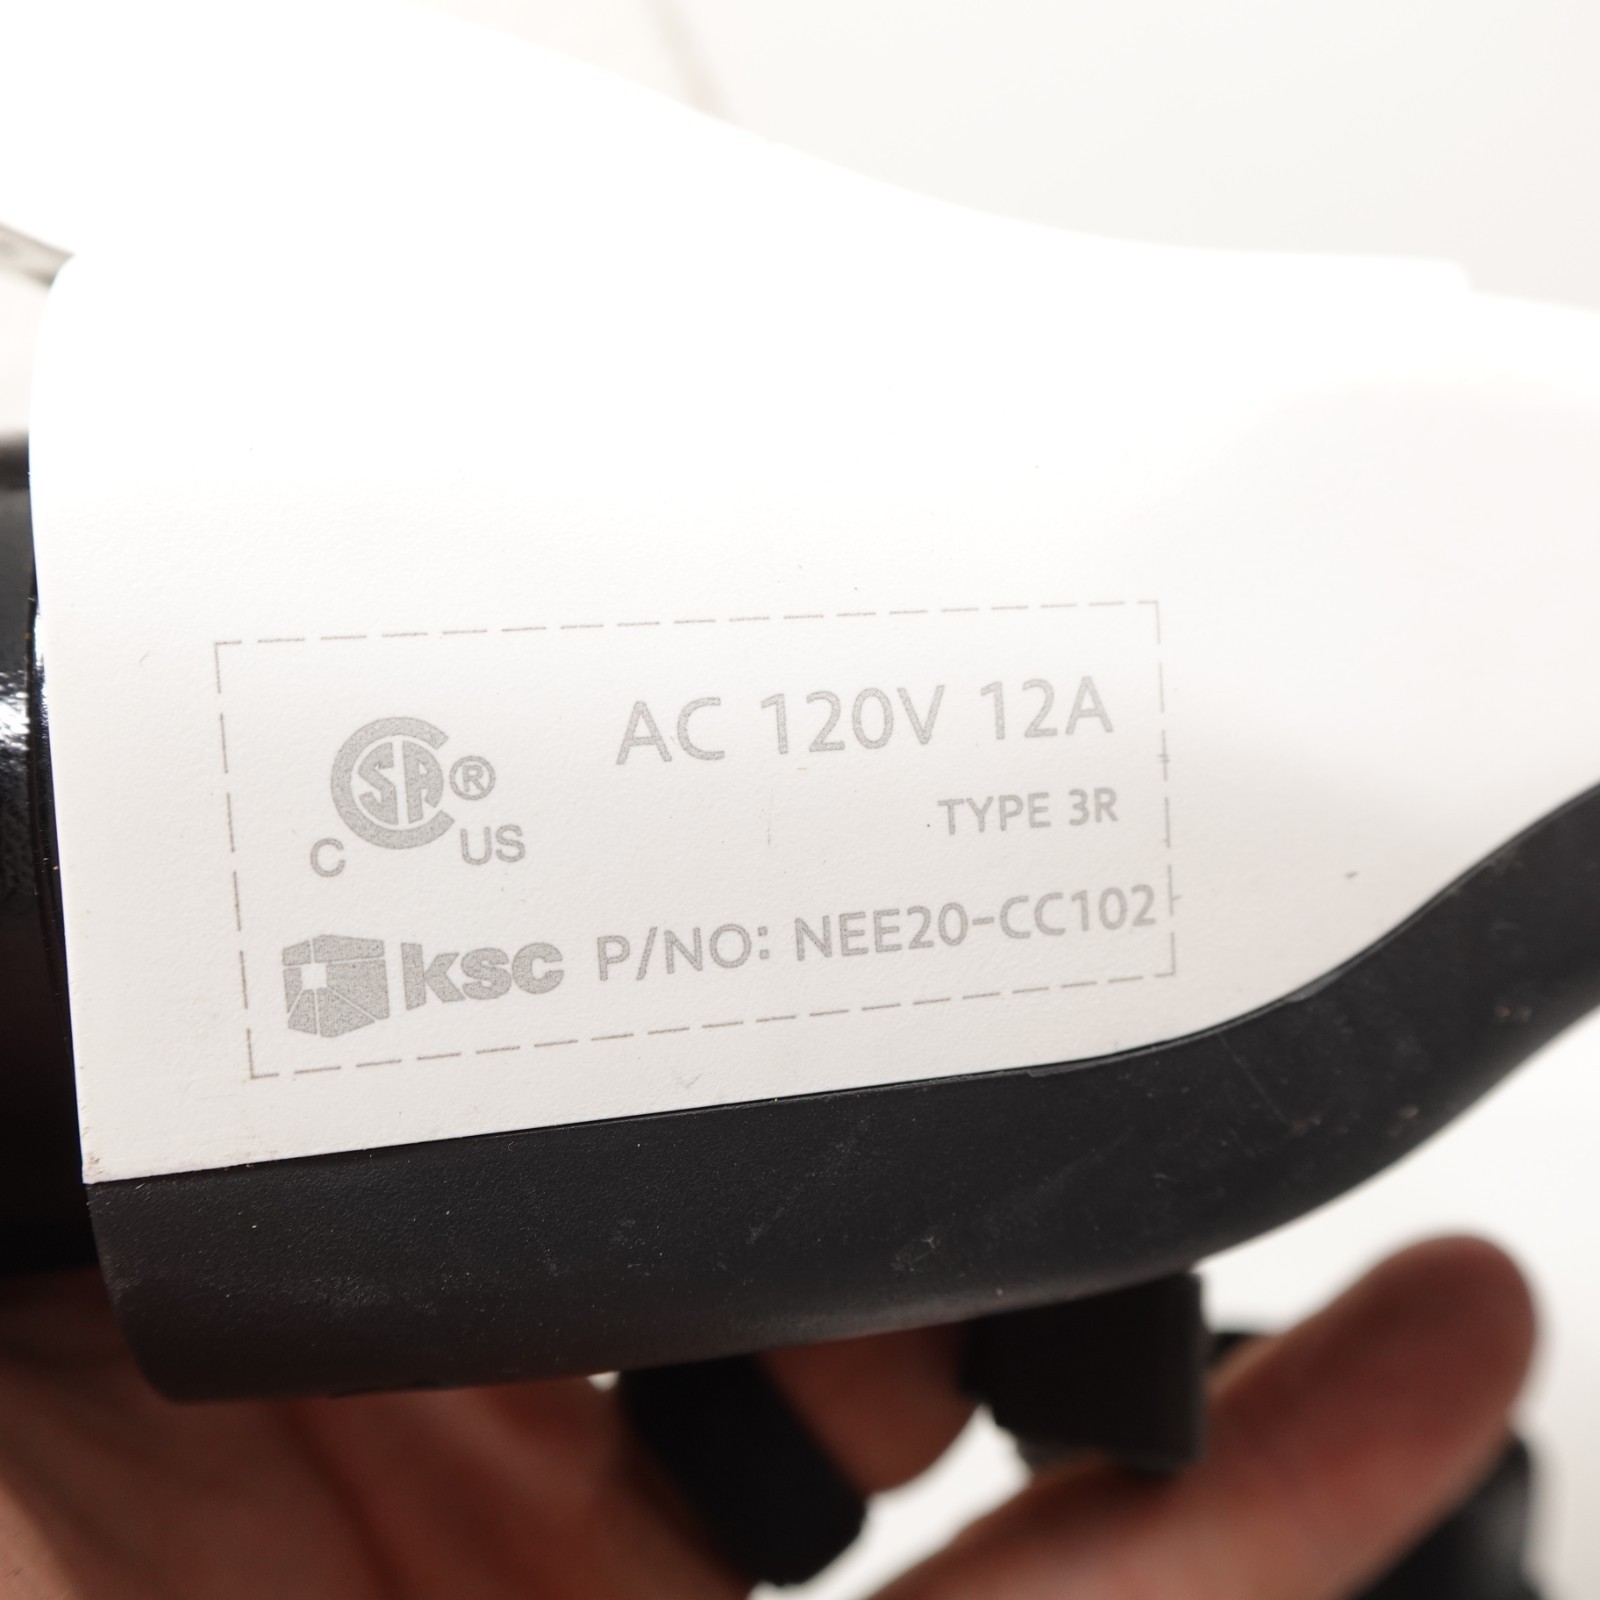 AC 120V 12A
SA ®
C US
TYPE 3R
ksc P/NO: NEE20-CC102